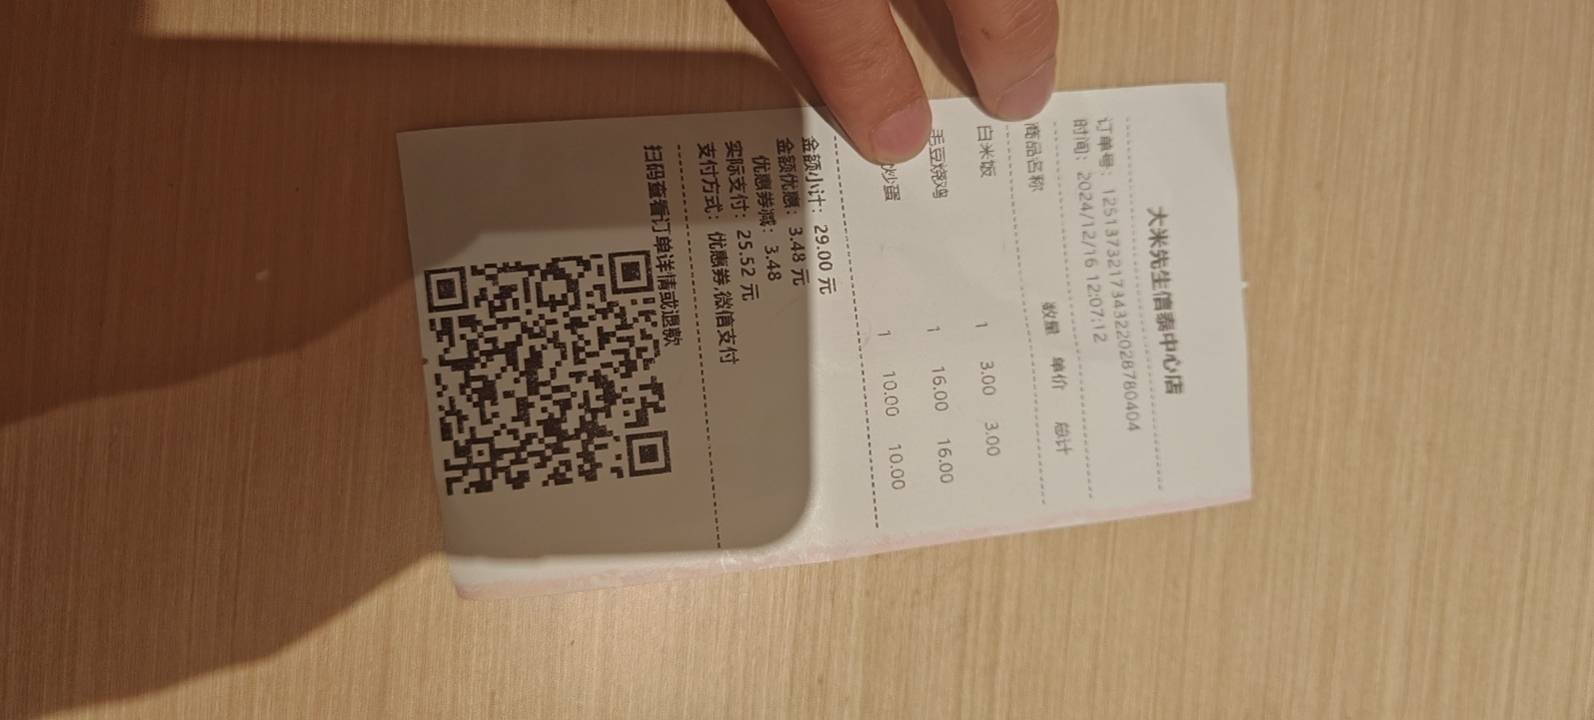 大米先生信泰中心店
订单号：12513732173432202878​0404
时间：2024/12/16 12:07:12
商品名称 数量 单价 总计
白米饭 1 3.00 3.00
毛豆烧鸡 1 16.00 16.00
炒蛋 1 10.00 10.00
金额小计：29.00 元
金额优惠：3.48 元
优惠券减：3.48
实际支付：25.52 元
支付方式：优惠券,微信支付
扫码查看订单详情或退款